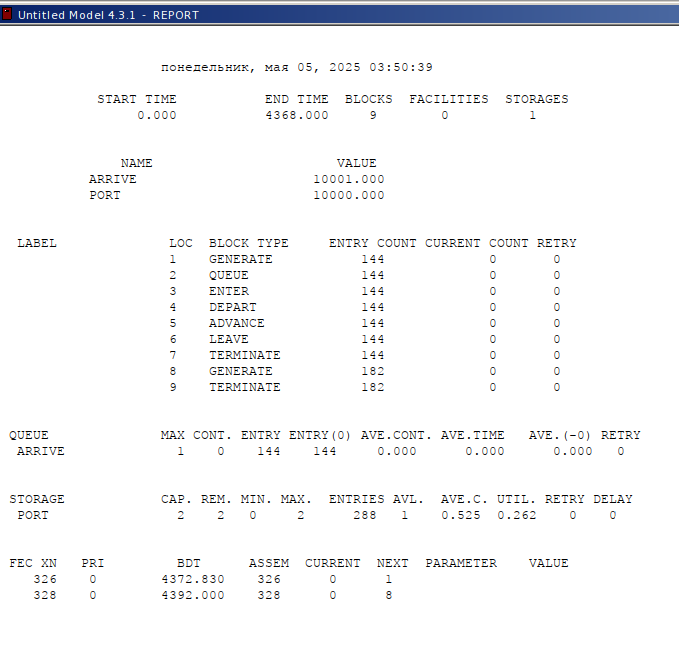 Untitled Model 4.3.1 - REPORT
понедельник, мая 05, 2025 03:50:39
START TIME END TIME BLOCKS FACILITIES STORAGES
0.000 4368.000 9 0 1
NAME VALUE
ARRIVE 10001.000
PORT 10000.000
LABEL LOC BLOCK TYPE ENTRY COUNT CURRENT COUNT RETRY
1 GENERATE 144 0 0
2 QUEUE 144 0 0
3 ENTER 144 0 0
4 DEPART 144 0 0
5 ADVANCE 144 0 0
6 LEAVE 144 0 0
7 TERMINATE 144 0 0
8 GENERATE 182 0 0
9 TERMINATE 182 0 0
QUEUE MAX CONT. ENTRY ENTRY(0) AVE.CONT. AVE.TIME AVE.(-0) RETRY
ARRIVE 1 0 144 144 0.000 0.000 0.000 0
STORAGE CAP. REM. MIN. MAX. ENTRIES AVL. AVE.C. UTIL. RETRY DELAY
PORT 2 2 0 2 288 1 0.525 0.262 0 0
FEC XN PRI BDT ASSEM CURRENT NEXT PARAMETER VALUE
326 0 4372.830 326 0 1
328 0 4392.000 328 0 8